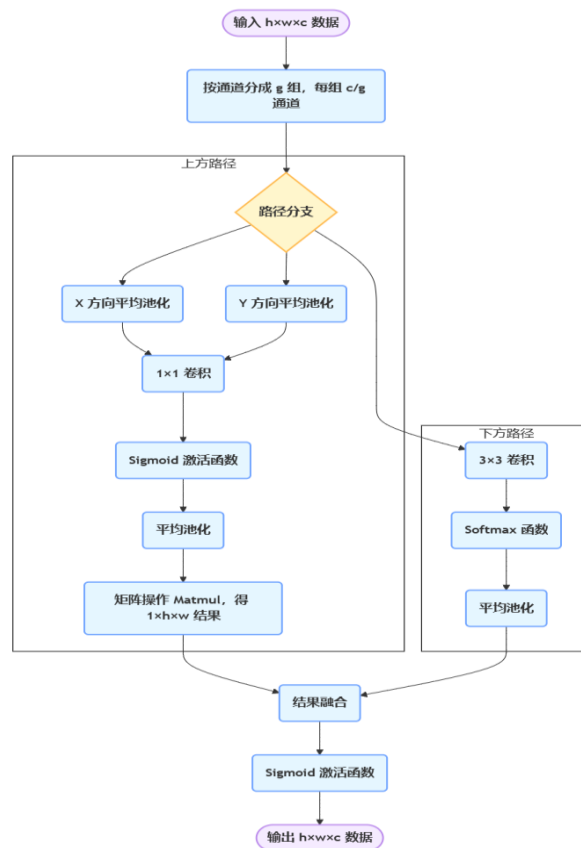 输入 h×w×c 数据
按通道分成 g 组，每组 c/g
通道
上方路径
路径分支
X 方向平均池化
Y 方向平均池化
1×1 卷积
Sigmoid 激活函数
平均池化
矩阵操作 Matmul，得
1×h×w 结果
下方路径
3×3 卷积
Softmax 函数
平均池化
结果融合
Sigmoid 激活函数
输出 h×w×c 数据